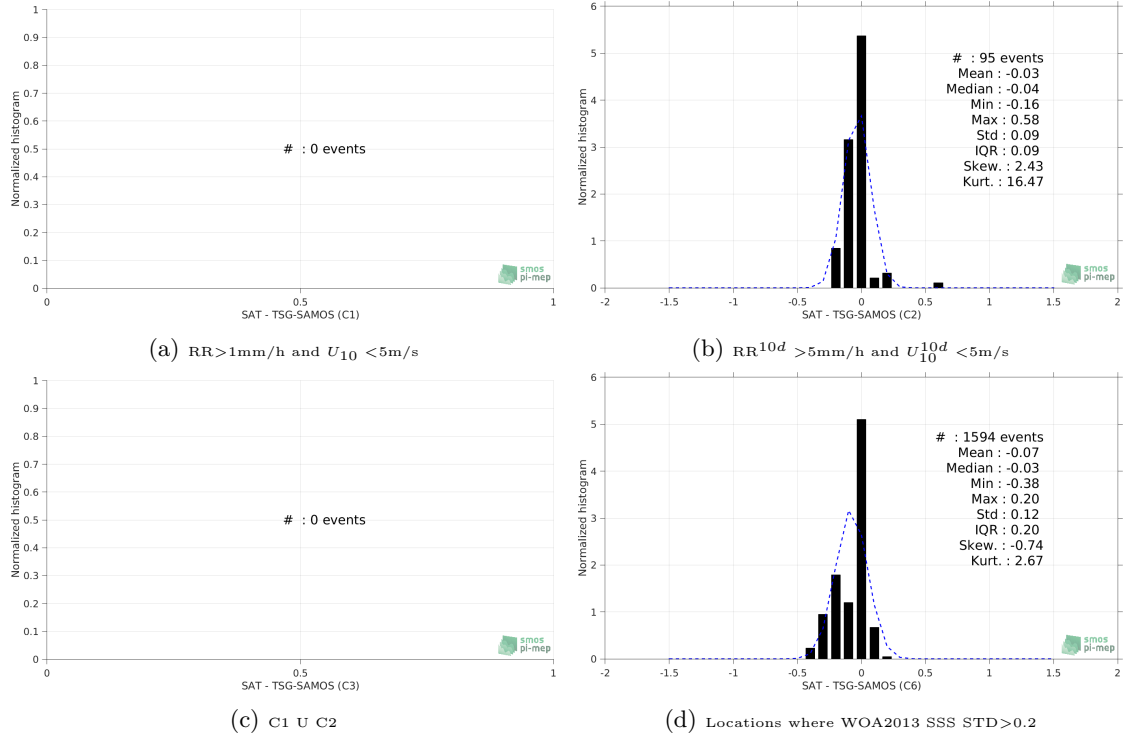 1
0.9
0.8
0.7
0.6
0.5
0.4
0.3
0.2
0.1
0
Normalized histogram
# : 0 events
smos
pi-mep
0 0.5 1
SAT - TSG-SAMOS (C1)
(a) RR>1mm/h and U10 <5m/s
6
5
4
3
2
1
0
Normalized histogram
# : 95 events
Mean : -0.03
Median : -0.04
Min : -0.16
Max : 0.58
Std : 0.09
IQR : 0.09
Skew. : 2.43
Kurt. : 16.47
smos
pi-mep
-2 -1.5 -1 -0.5 0 0.5 1 1.5 2
SAT - TSG-SAMOS (C2)
(b) RR10d >5mm/h and U10d10 <5m/s
1
0.9
0.8
0.7
0.6
0.5
0.4
0.3
0.2
0.1
0
Normalized histogram
# : 0 events
smos
pi-mep
0 0.5 1
SAT - TSG-SAMOS (C3)
(c) C1 U C2
6
5
4
3
2
1
0
Normalized histogram
# : 1594 events
Mean : -0.07
Median : -0.03
Min : -0.38
Max : 0.20
Std : 0.12
IQR : 0.20
Skew. : -0.74
Kurt. : 2.67
smos
pi-mep
-2 -1.5 -1 -0.5 0 0.5 1 1.5 2
SAT - TSG-SAMOS (C6)
(d) Locations where WOA2013 SSS STD>0.2